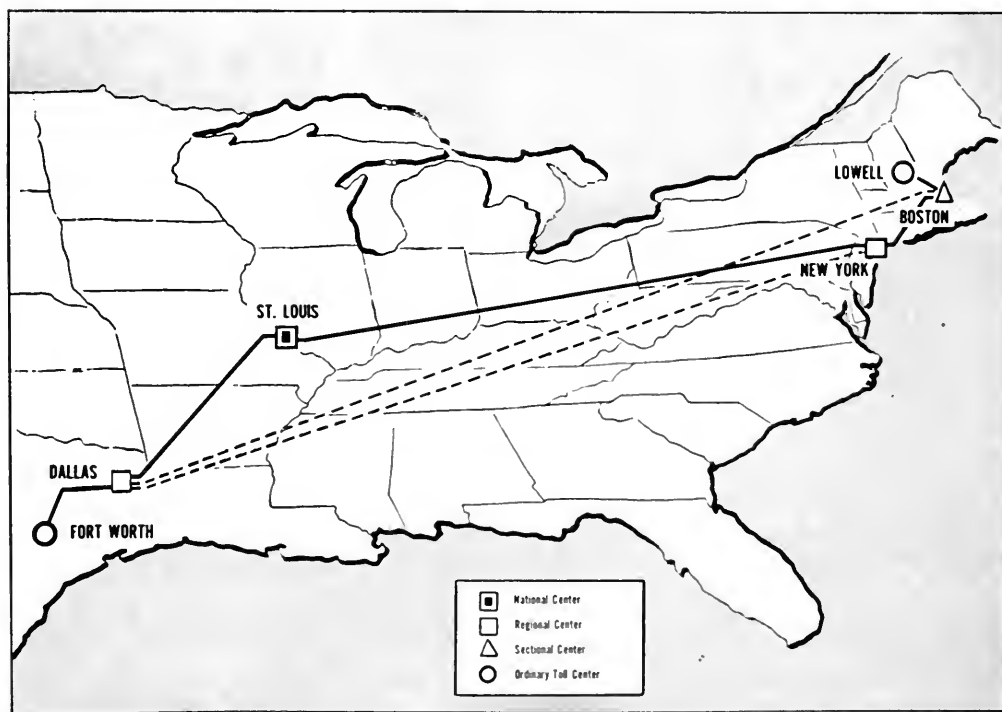 LOWELL
BOSTON
NEW YORK
ST. LOUIS
DALLAS
FORT WORTH
National Center
Regional Center
Sectional Center
Ordinary Toll Center